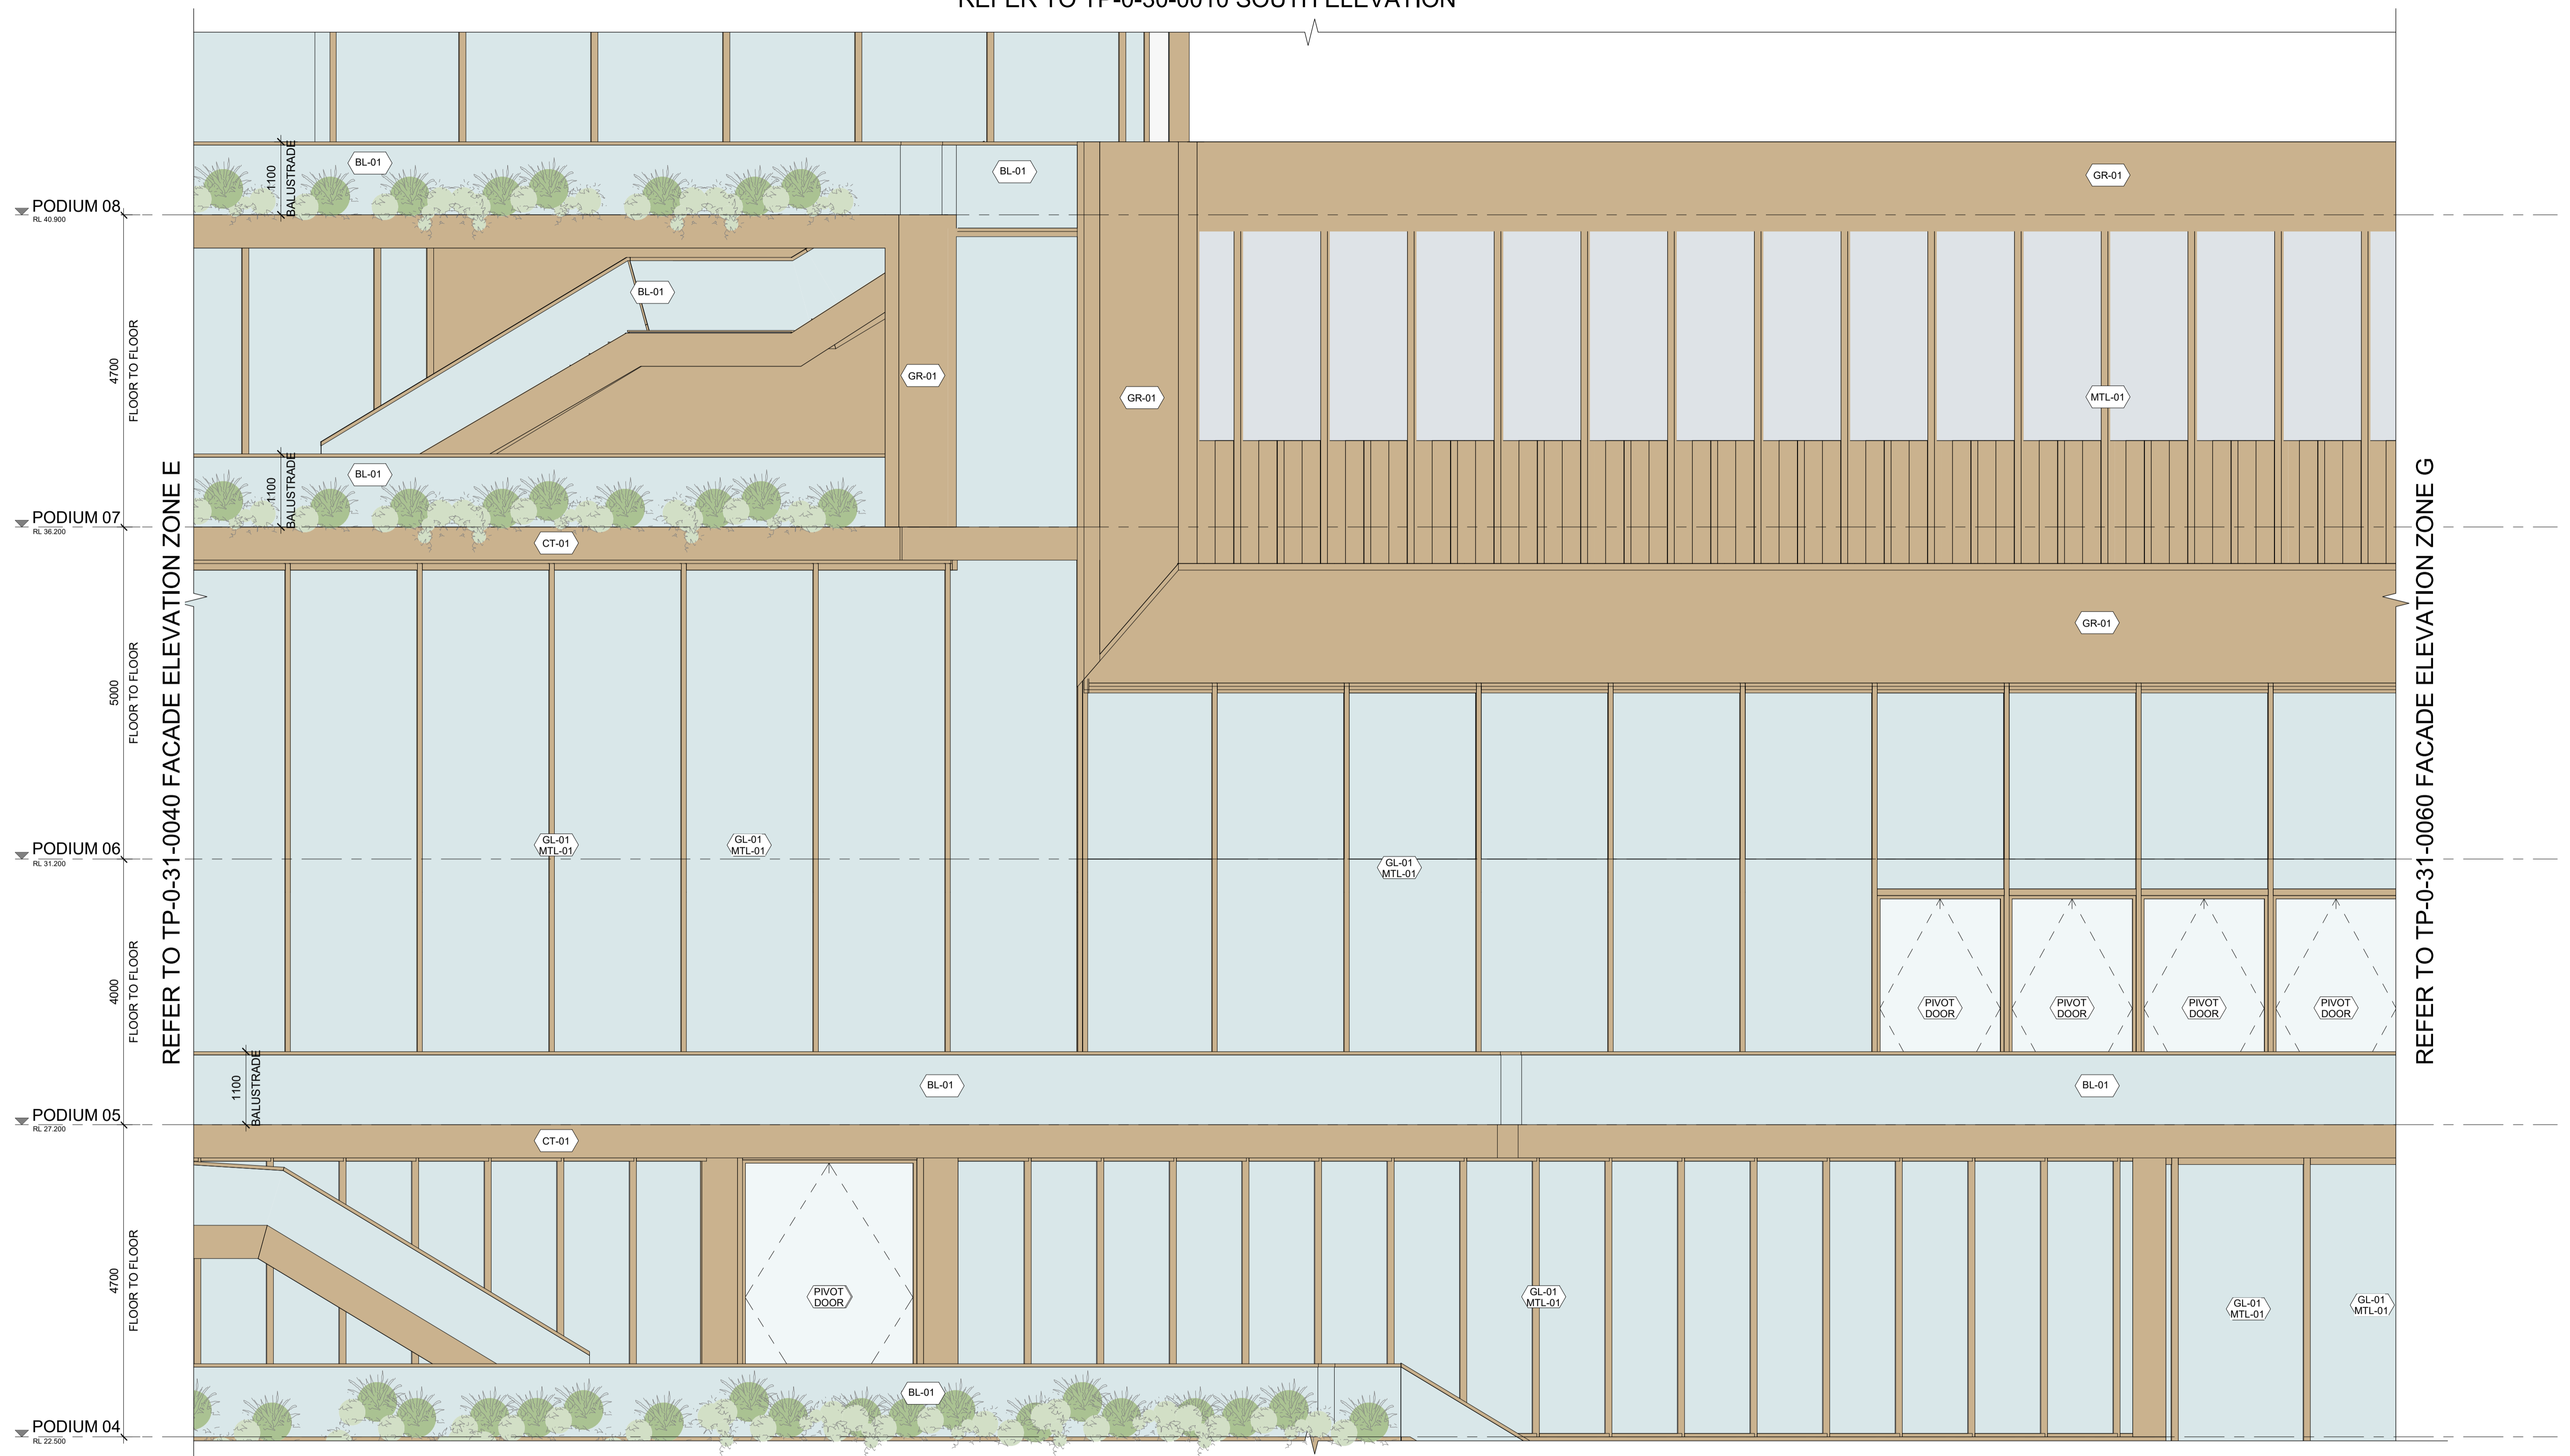 REFER TO TP-0-30-0010 SOUTH ELEVATION
BL-01
BL-01
GR-01
1100
BALUSTRADE
PODIUM 08
RL 40.900
BL-01
4700
FLOOR TO FLOOR
GR-01
GR-01
MTL-01
BL-01
1100
BALUSTRADE
PODIUM 07
RL 36.200
CT-01
GR-01
5000
FLOOR TO FLOOR
REFER TO TP-0-31-0040 FACADE ELEVATION ZONE E
REFER TO TP-0-31-0060 FACADE ELEVATION ZONE G
GL-01
MTL-01
GL-01
MTL-01
GL-01
MTL-01
PODIUM 06
RL 31.200
4000
FLOOR TO FLOOR
PIVOT
DOOR
PIVOT
DOOR
PIVOT
DOOR
PIVOT
DOOR
1100
BALUSTRADE
BL-01
BL-01
PODIUM 05
RL 27.200
CT-01
4700
FLOOR TO FLOOR
PIVOT
DOOR
GL-01
MTL-01
GL-01
MTL-01
GL-01
MTL-01
BL-01
PODIUM 04
RL 22.500